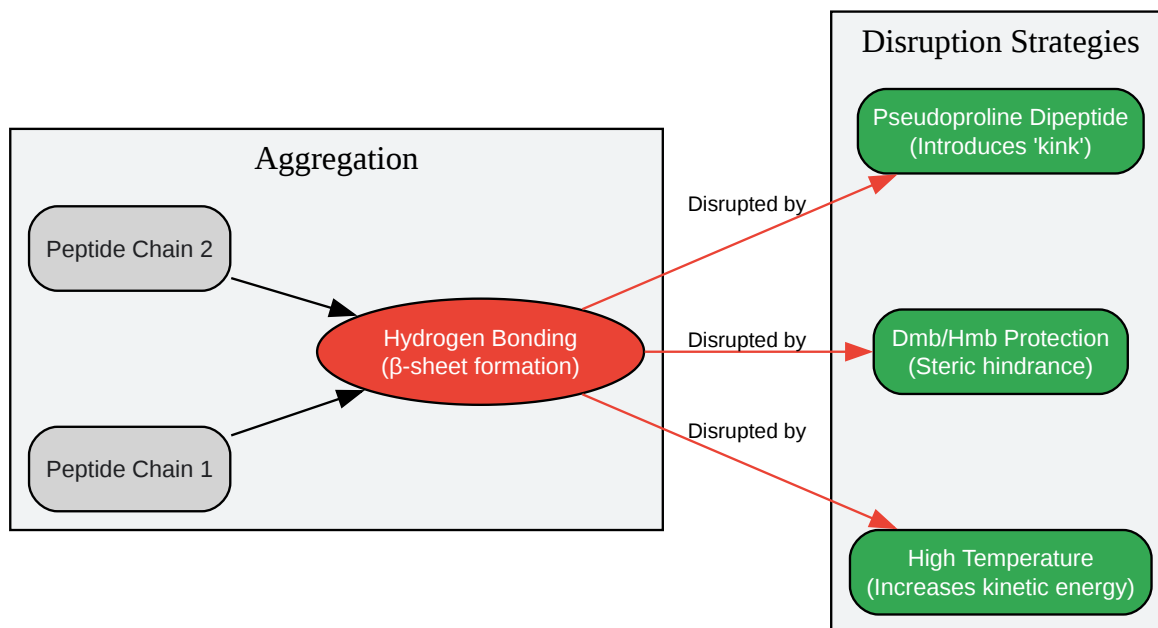 Aggregation
Peptide Chain 2
Peptide Chain 1
Hydrogen Bonding
(β-sheet formation)
Disrupted by
Disrupted by
Disrupted by
Disruption Strategies
Pseudoproline Dipeptide
(Introduces 'kink')
Dmb/Hmb Protection
(Steric hindrance)
High Temperature
(Increases kinetic energy)